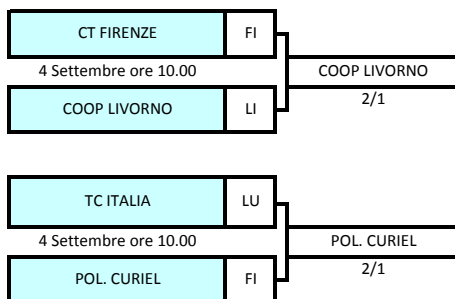 CT FIRENZE FI
4 Settembre ore 10.00 COOP LIVORNO
COOP LIVORNO LI 2/1
TC ITALIA LU
4 Settembre ore 10.00 POL. CURIEL
POL. CURIEL FI 2/1